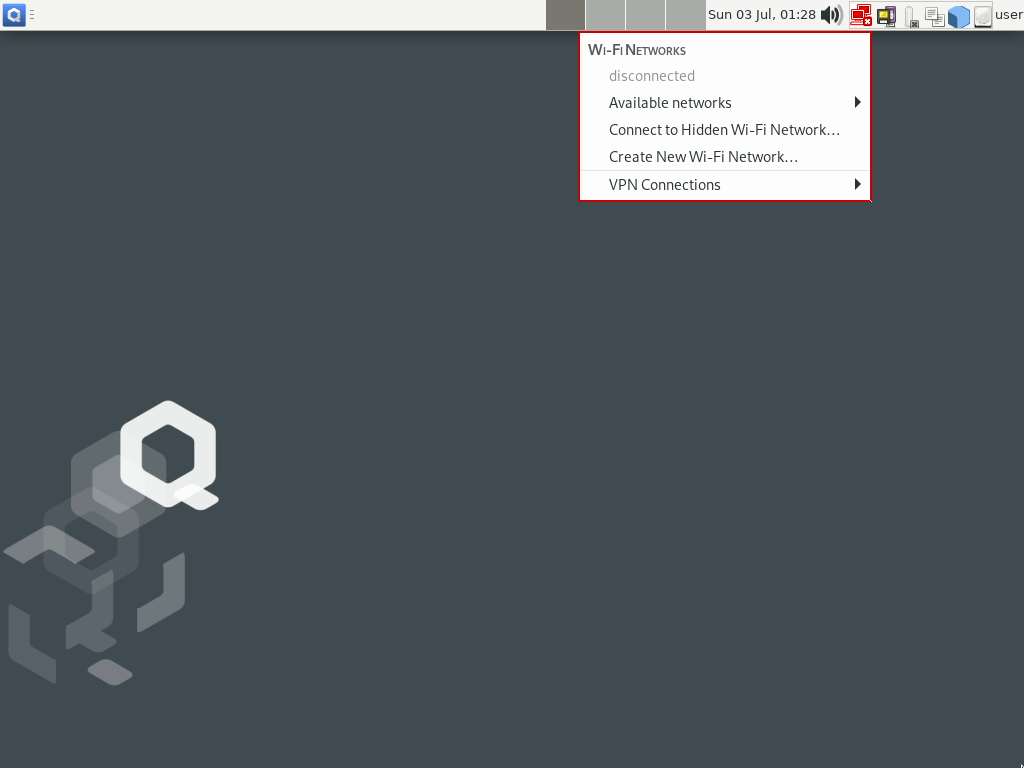 Sun 03 Jul, 01:28
user
Wi-Fi Networks
disconnected
Available networks
Connect to Hidden Wi-Fi Network…
Create New Wi-Fi Network…
VPN Connections